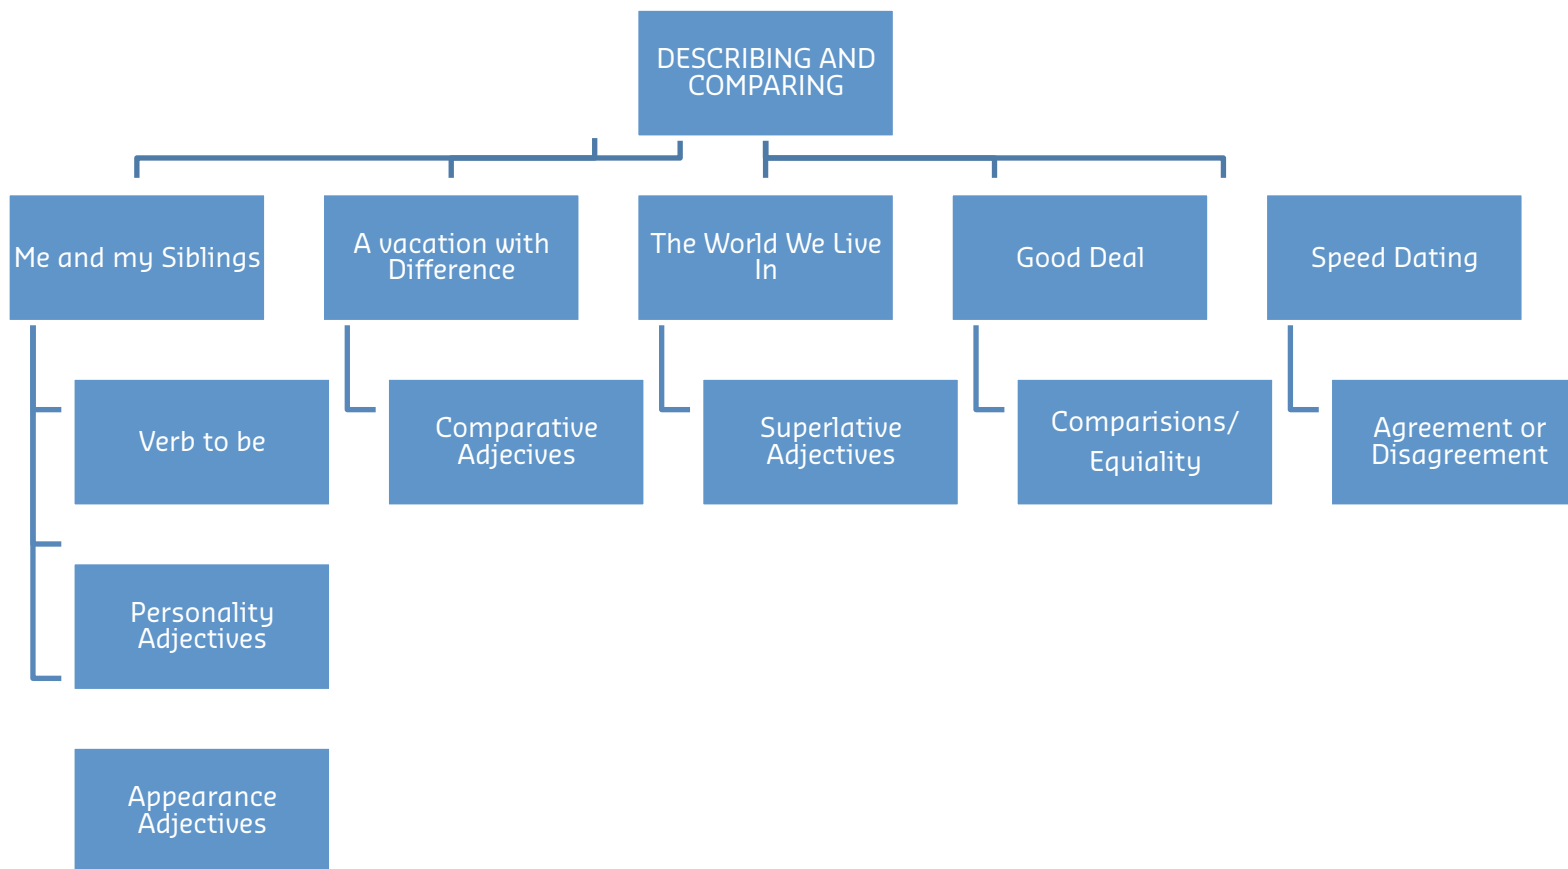 DESCRIBING AND
COMPARING
Me and my Siblings
A vacation with
Difference
The World We Live
In
Good Deal
Speed Dating
Verb to be
Comparative
Adjecives
Superlative
Adjectives
Comparisions/
Equiality
Agreement or
Disagreement
Personality
Adjectives
Appearance
Adjectives